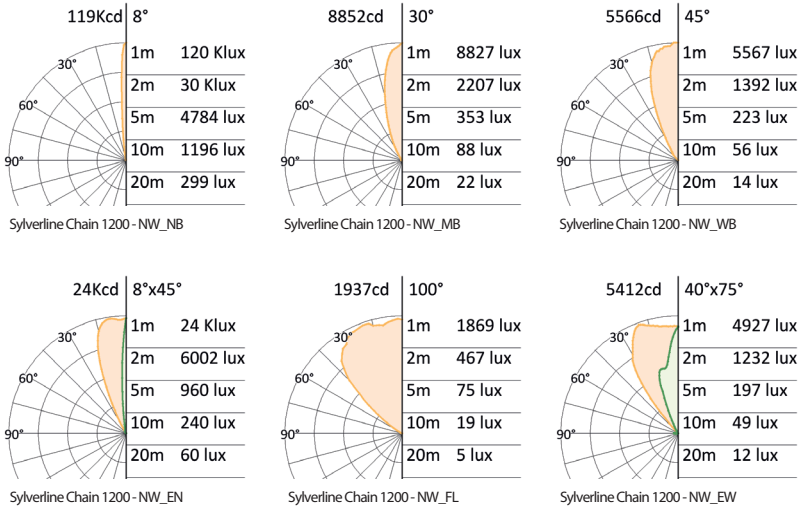 119Kcd 8°
1m 120 Klux
30°
2m 30 Klux
60°
5m 4784 lux
10m 1196 lux
90°
20m 299 lux
Sylverline Chain 1200 - NW_NB
8852cd 30°
1m 8827 lux
30°
2m 2207 lux
60°
5m 353 lux
10m 88 lux
90°
20m 22 lux
Sylverline Chain 1200 - NW_MB
5566cd 45°
1m 5567 lux
30°
2m 1392 lux
60°
5m 223 lux
10m 56 lux
90°
20m 14 lux
Sylverline Chain 1200 - NW_WB
24Kcd 8°x45°
1m 24 Klux
30°
2m 6002 lux
60°
5m 960 lux
10m 240 lux
90°
20m 60 lux
Sylverline Chain 1200 - NW_EN
1937cd 100°
1m 1869 lux
30°
2m 467 lux
60°
5m 75 lux
10m 19 lux
90°
20m 5 lux
Sylverline Chain 1200 - NW_FL
5412cd 40°x75°
1m 4927 lux
30°
2m 1232 lux
60°
5m 197 lux
10m 49 lux
90°
20m 12 lux
Sylverline Chain 1200 - NW_EW